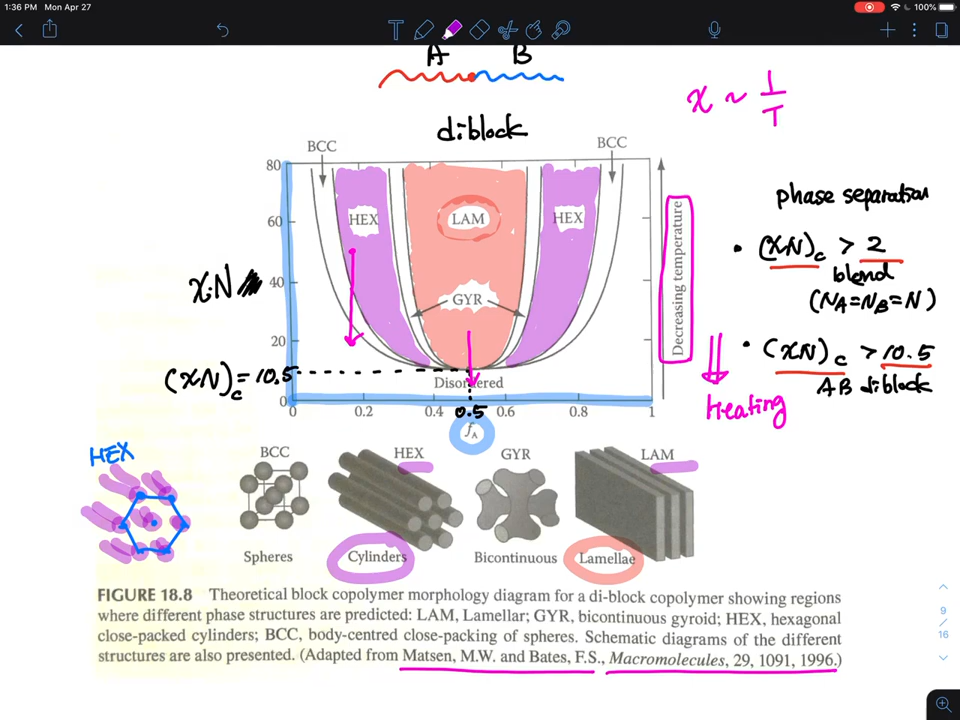 1:36 PM Mon Apr 27
100%
A B
diblock
χ ~ 1/T
BCC BCC
80
60
40
20
0
HEX LAM HEX
GYR
Disordered
χ·N
(χN)c = 10.5
0 0.2 0.4 0.5 0.6 0.8 1
fA
Decreasing temperature
Heating
phase separation
• (χN)c > 2
blend
(NA=NB=N)
• (χN)c > 10.5
AB diblock
HEX
BCC HEX GYR LAM
Spheres Cylinders Bicontinuous Lamellae
FIGURE 18.8 Theoretical block copolymer morphology diagram for a di-block copolymer showing regions
where different phase structures are predicted: LAM, Lamellar; GYR, bicontinuous gyroid; HEX, hexagonal
close-packed cylinders; BCC, body-centred close-packing of spheres. Schematic diagrams of the different
structures are also presented. (Adapted from Matsen, M.W. and Bates, F.S., Macromolecules, 29, 1091, 1996.)
9
/
16